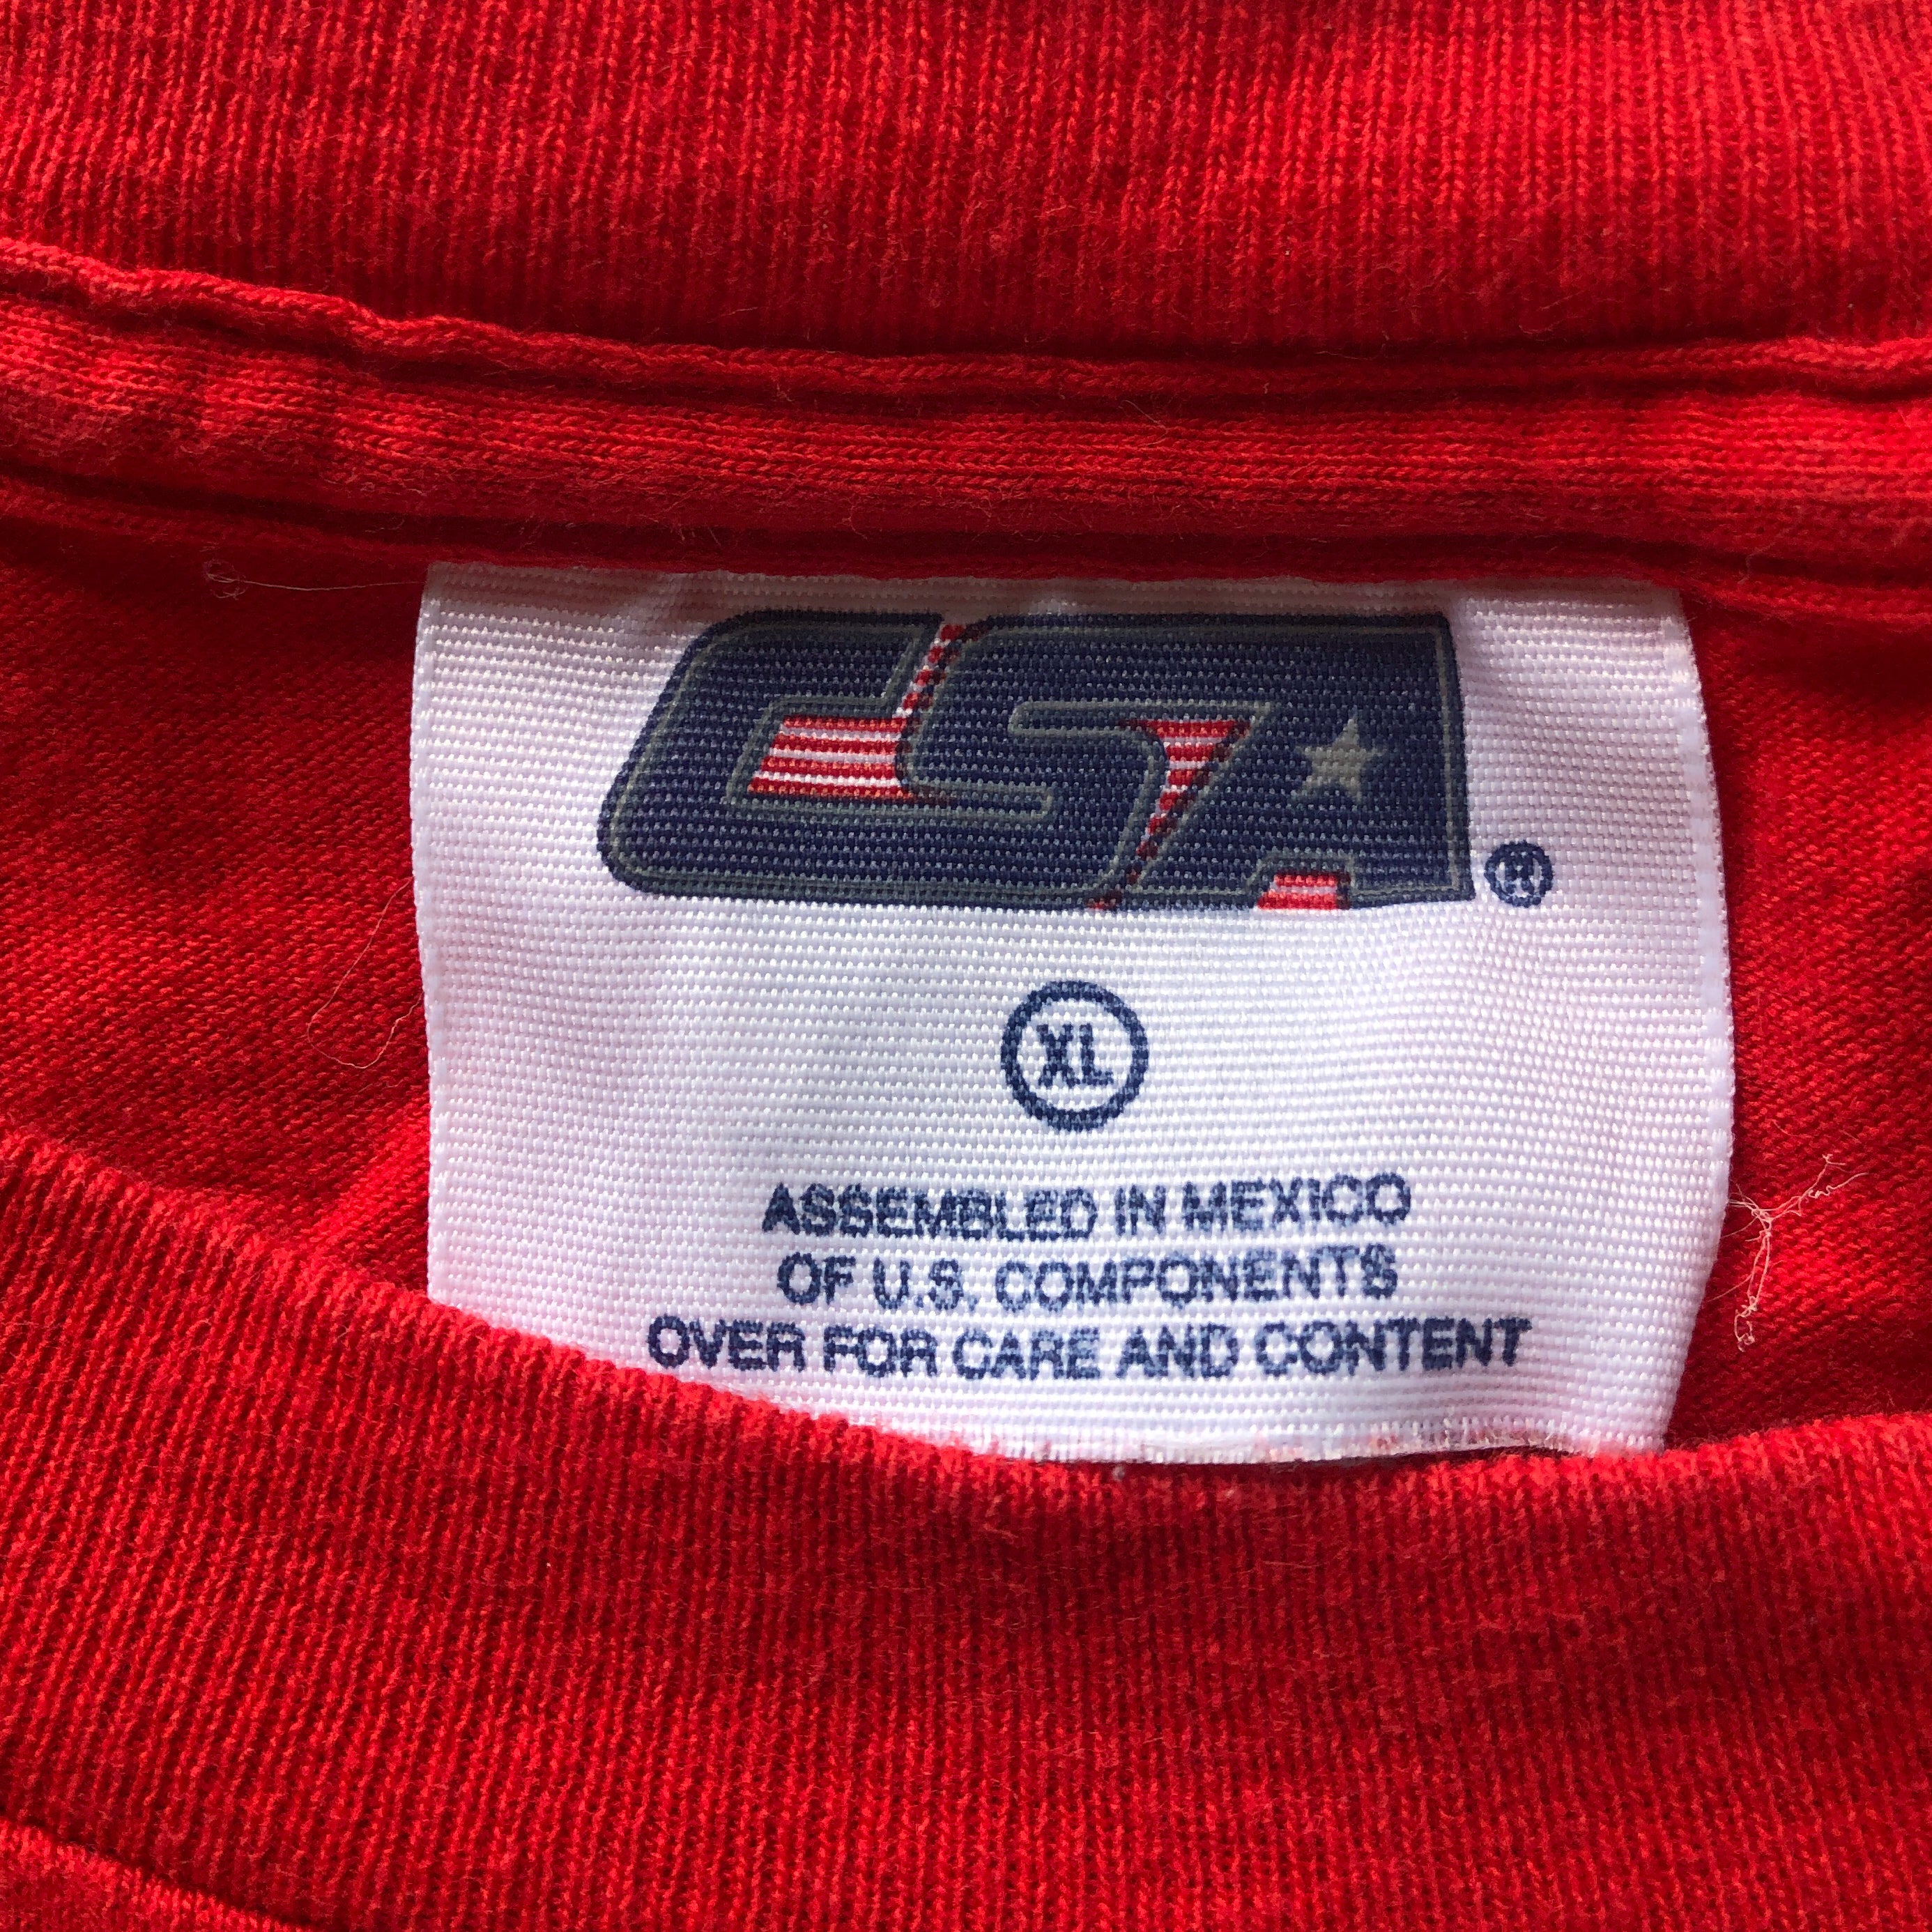 CSA®
XL
ASSEMBLED IN MEXICO
OF U.S. COMPONENTS
OVER FOR CARE AND CONTENT